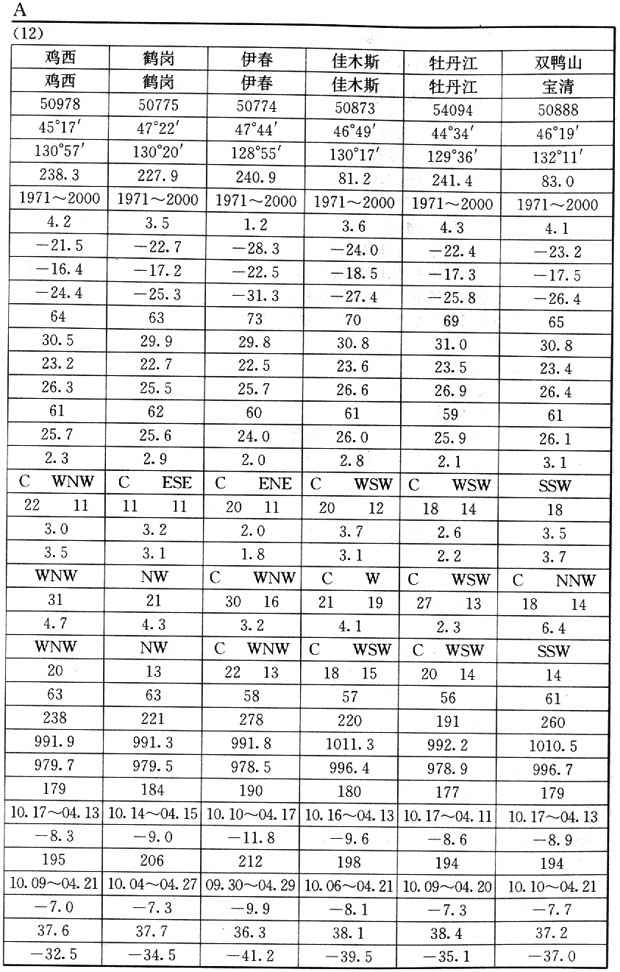 A
(12)
鸡西 鹤岗 伊春 佳木斯 牡丹江 双鸭山
鸡西 鹤岗 伊春 佳木斯 牡丹江 宝清
50978 50775 50774 50873 54094 50888
45°17′ 47°22′ 47°44′ 46°49′ 44°34′ 46°19′
130°57′ 130°20′ 128°55′ 130°17′ 129°36′ 132°11′
238.3 227.9 240.9 81.2 241.4 83.0
1971～2000 1971～2000 1971～2000 1971～2000 1971～2000 1971～2000
4.2 3.5 1.2 3.6 4.3 4.1
−21.5 −22.7 −28.3 −24.0 −22.4 −23.2
−16.4 −17.2 −22.5 −18.5 −17.3 −17.5
−24.4 −25.3 −31.3 −27.4 −25.8 −26.4
64 63 73 70 69 65
30.5 29.9 29.8 30.8 31.0 30.8
23.2 22.7 22.5 23.6 23.5 23.4
26.3 25.5 25.7 26.6 26.9 26.4
61 62 60 61 59 61
25.7 25.6 24.0 26.0 25.9 26.1
2.3 2.9 2.0 2.8 2.1 3.1
C WNW C ESE C ENE C WSW C WSW SSW
22 11 11 11 20 11 20 12 18 14 18
3.0 3.2 2.0 3.7 2.6 3.5
3.5 3.1 1.8 3.1 2.2 3.7
WNW NW C WNW C W C WSW C NNW
31 21 30 16 21 19 27 13 18 14
4.7 4.3 3.2 4.1 2.3 6.4
WNW NW C WNW C WSW C WSW SSW
20 13 22 13 18 15 20 14 14
63 63 58 57 56 61
238 221 278 220 191 260
991.9 991.3 991.8 1011.3 992.2 1010.5
979.7 979.5 978.5 996.4 978.9 996.7
179 184 190 180 177 179
10.17～04.13 10.14～04.15 10.10～04.17 10.16～04.13 10.17～04.11 10.17～04.13
−8.3 −9.0 −11.8 −9.6 −8.6 −8.9
195 206 212 198 194 194
10.09～04.21 10.04～04.27 09.30～04.29 10.06～04.21 10.09～04.20 10.10～04.21
−7.0 −7.3 −9.9 −8.1 −7.3 −7.7
37.6 37.7 36.3 38.1 38.4 37.2
−32.5 −34.5 −41.2 −39.5 −35.1 −37.0